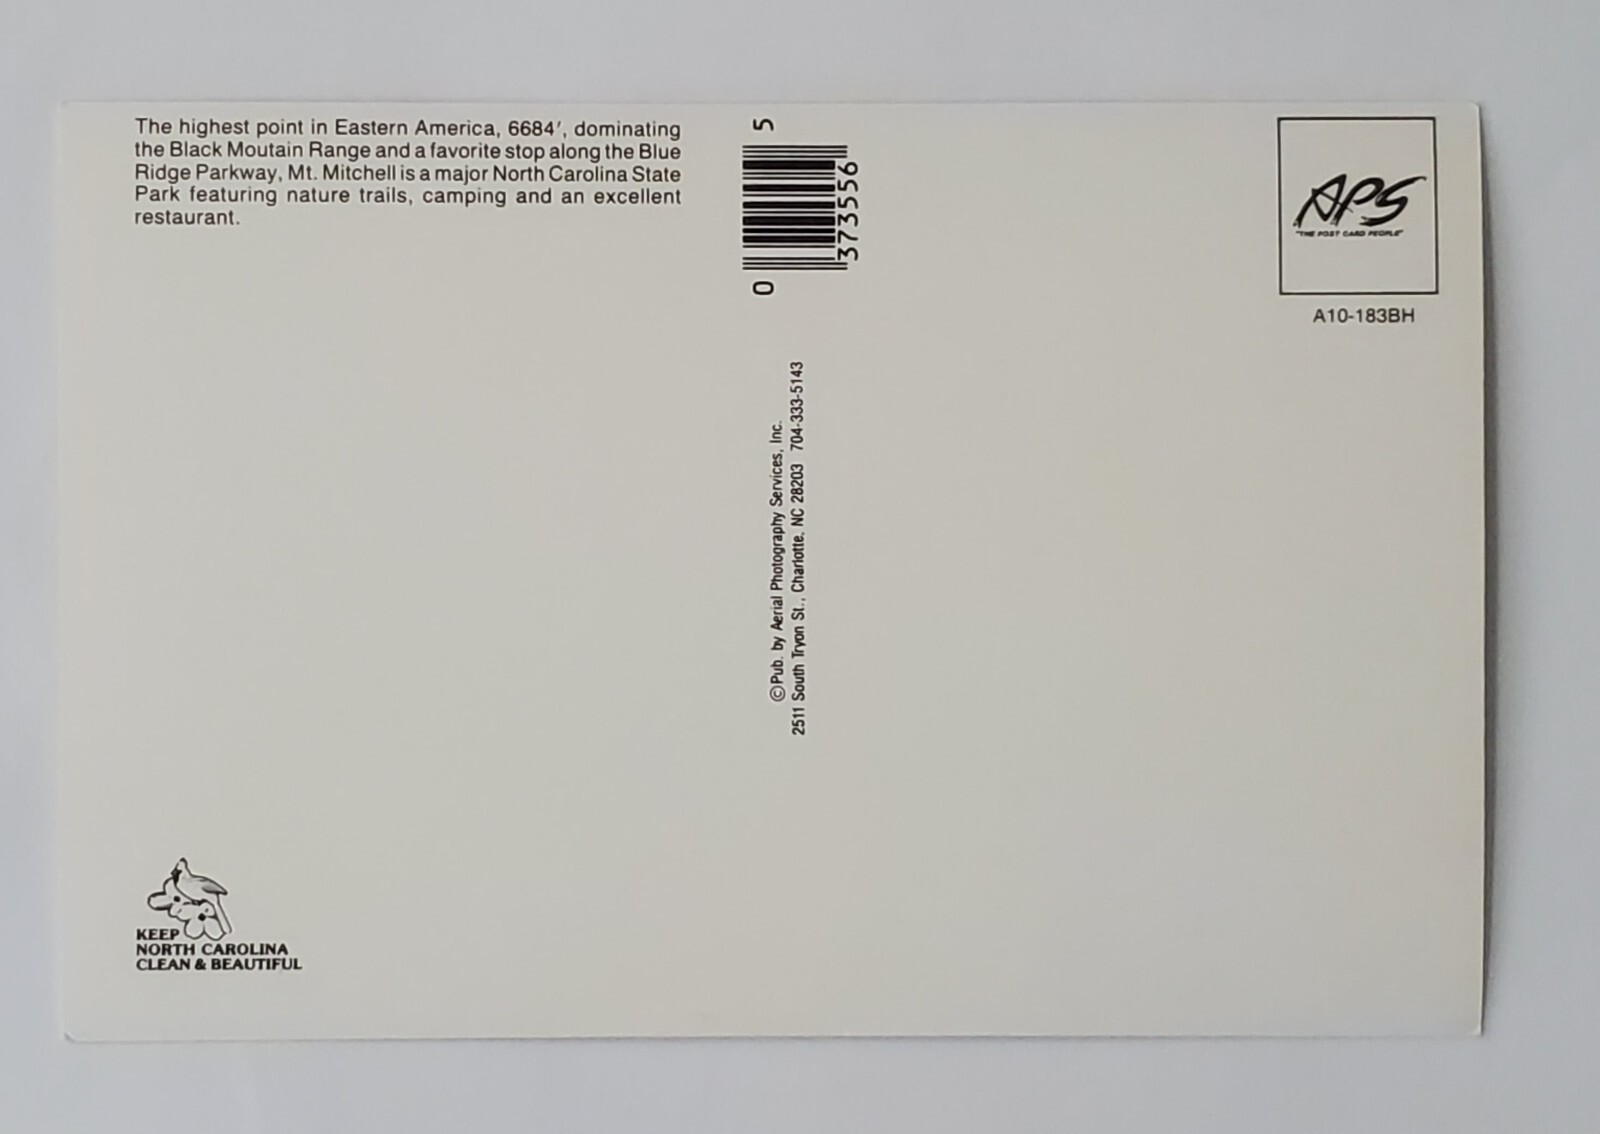 The highest point in Eastern America, 6684', dominating
the Black Moutain Range and a favorite stop along the Blue
Ridge Parkway, Mt. Mitchell is a major North Carolina State
Park featuring nature trails, camping and an excellent
restaurant.
0 373556 5
©Pub. by Aerial Photography Services, Inc.
2511 South Tryon St., Charlotte, NC 28203 704-333-5143
APS
"THE POST CARD PEOPLE"
A10-183BH
KEEP
NORTH CAROLINA
CLEAN & BEAUTIFUL